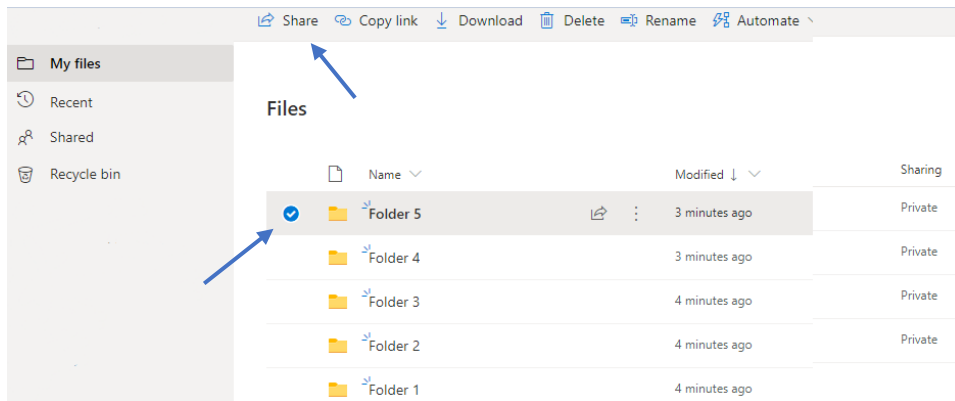 Share Copy link Download Delete Rename Automate
My files
Recent
Shared
Recycle bin
Files
Name Modified Sharing
Folder 5 3 minutes ago Private
Folder 4 3 minutes ago Private
Folder 3 4 minutes ago Private
Folder 2 4 minutes ago Private
Folder 1 4 minutes ago